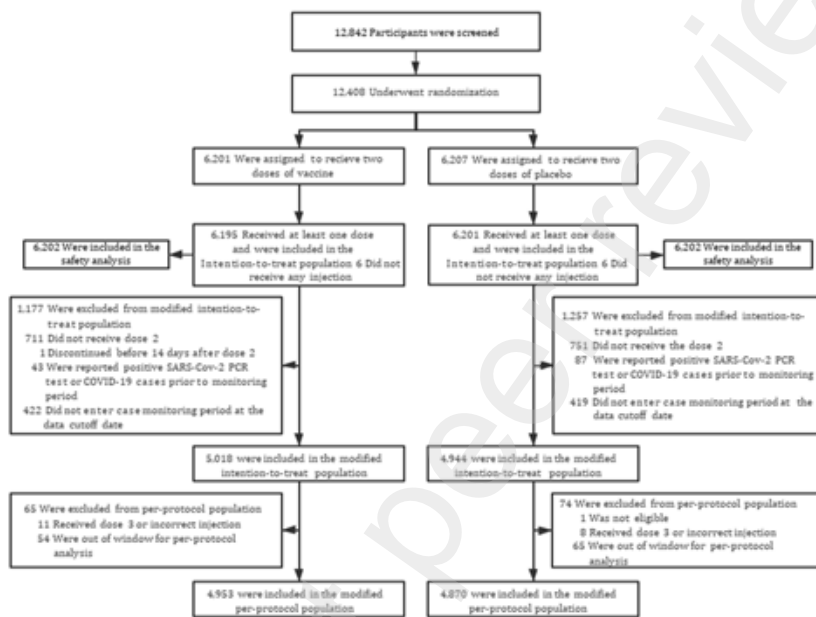 12.842 Participants were screened
12.408 Underwent randomization
6.201 Were assigned to recieve two
doses of vaccine
6.207 Were assigned to recieve two
doses of placebo
6.202 Were included in the
safety analysis
6.195 Received at least one dose
and were included in the
Intention-to-treat population 6 Did not
receive any injection
6.201 Received at least one dose
and were included in the
Intention-to-treat population 6 Did
not receive any injection
6.202 Were included in the
safety analysis
1.177 Were excluded from modified intention-to-
treat population
711 Did not receive dose 2
1 Discontinued before 14 days after dose 2
43 Were reported positive SARS-Cov-2 PCR
test or COVID-19 cases prior to monitoring
period
422 Did not enter case monitoring period at the
data cutoff date
1.257 Were excluded from modified intention-
to-treat population
751 Did not receive the dose 2
87 Were reported positive SARS-Cov-2 PCR
test or COVID-19 cases prior to monitoring
period
419 Did not enter case monitoring period at the
data cutoff date
5.018 were included in the modified
intention-to-treat population
4.944 were included in the modified
intention-to-treat population
65 Were excluded from per-protocol population
11 Received dose 3 or incorrect injection
54 Were out of window for per-protocol
analysis
74 Were excluded from per-protocol population
1 Was not eligible
8 Received dose 3 or incorrect injection
65 Were out of window for per-protocol
analysis
4.953 were included in the modified
per-protocol population
4.870 were included in the modified
per-protocol population
peer revie